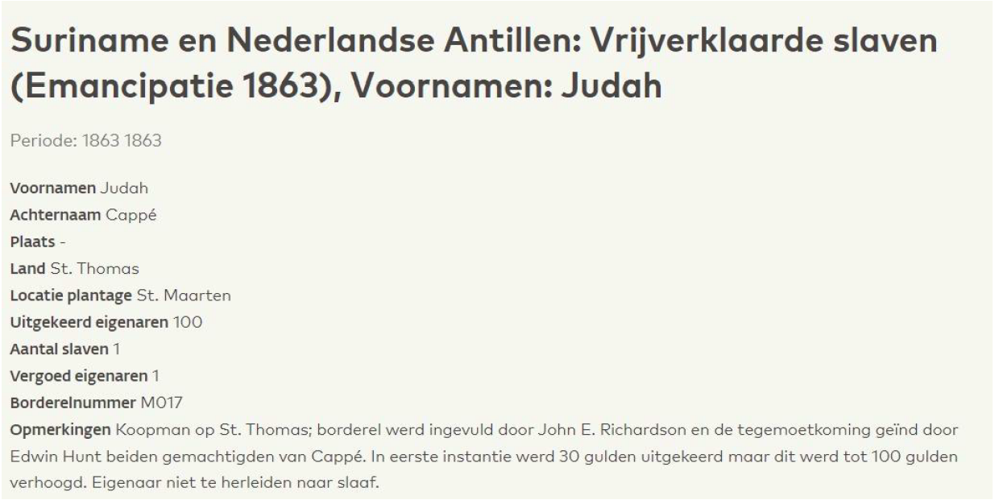 Suriname en Nederlandse Antillen: Vrijverklaarde slaven
(Emancipatie 1863), Voornamen: Judah
Periode: 1863 1863
Voornamen Judah
Achternaam Cappé
Plaats -
Land St. Thomas
Locatie plantage St. Maarten
Uitgekeerd eigenaren 100
Aantal slaven 1
Vergoed eigenaren 1
Borderelnummer M017
Opmerkingen Koopman op St. Thomas; borderel werd ingevuld door John E. Richardson en de tegemoetkoming geïnd door
Edwin Hunt beiden gemachtigden van Cappé. In eerste instantie werd 30 gulden uitgekeerd maar dit werd tot 100 gulden
verhoogd. Eigenaar niet te herleiden naar slaaf.